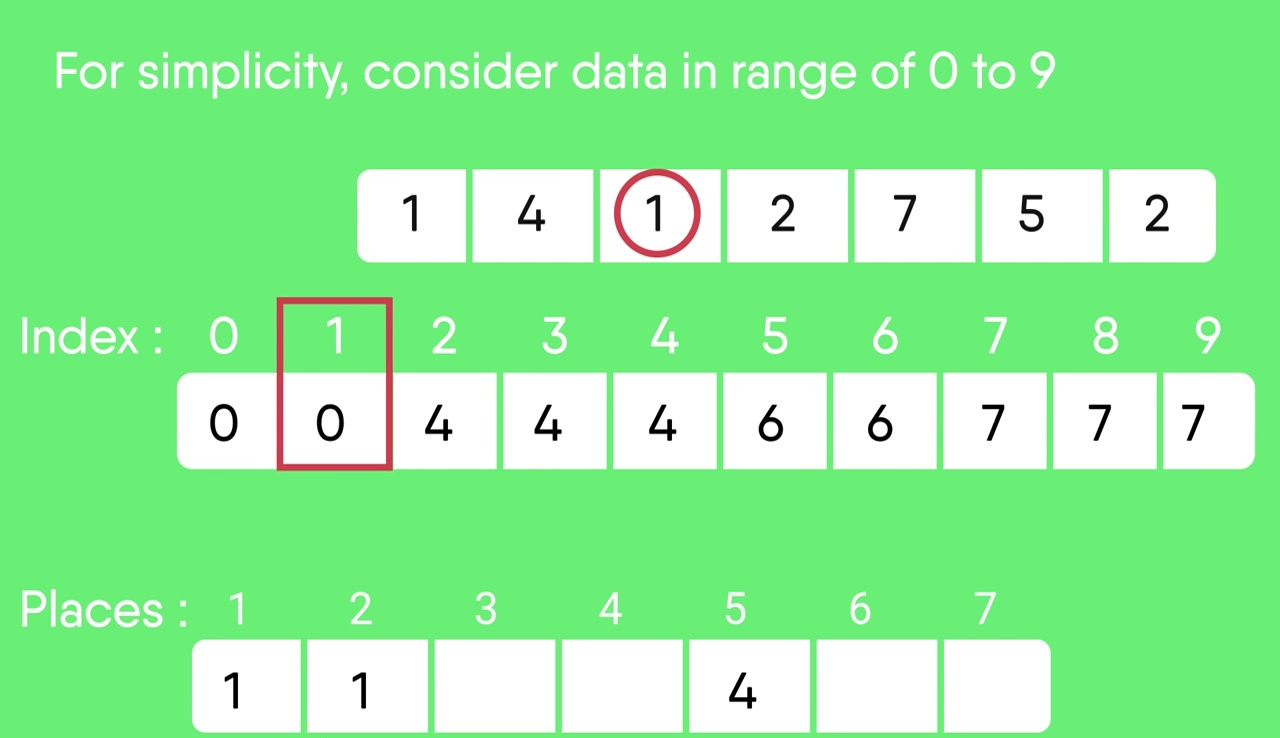 For simplicity, consider data in range of 0 to 9
1 4 1 2 7 5 2
Index : 0 1 2 3 4 5 6 7 8 9
0 0 4 4 4 6 6 7 7 7
Places : 1 2 3 4 5 6 7
1 1 4